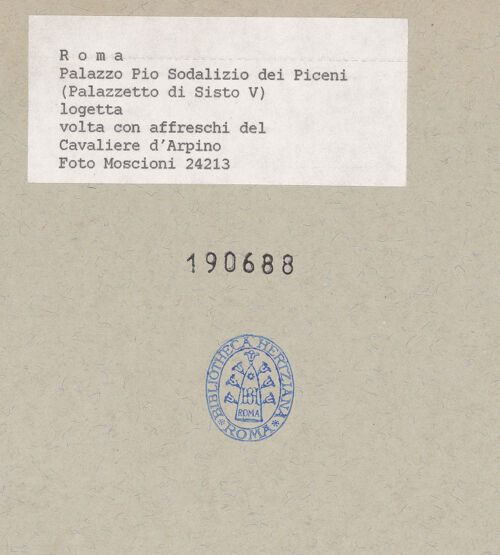 R o m a
Palazzo Pio Sodalizio dei Piceni
(Palazzetto di Sisto V)
logetta
volta con affreschi del
Cavaliere d'Arpino
Foto Moscioni 24213
190688
*BIBLIOTHECA HERTZIANA*
ROMA
BH
ROMA